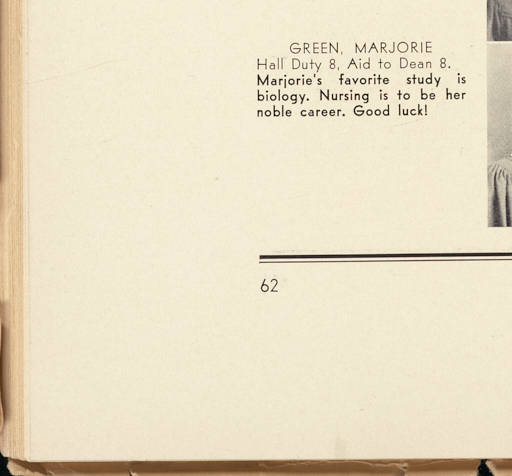 GREEN, MARJORIE
Hall Duty 8, Aid to Dean 8.
Marjorie's favorite study is
biology. Nursing is to be her
noble career. Good luck!
62